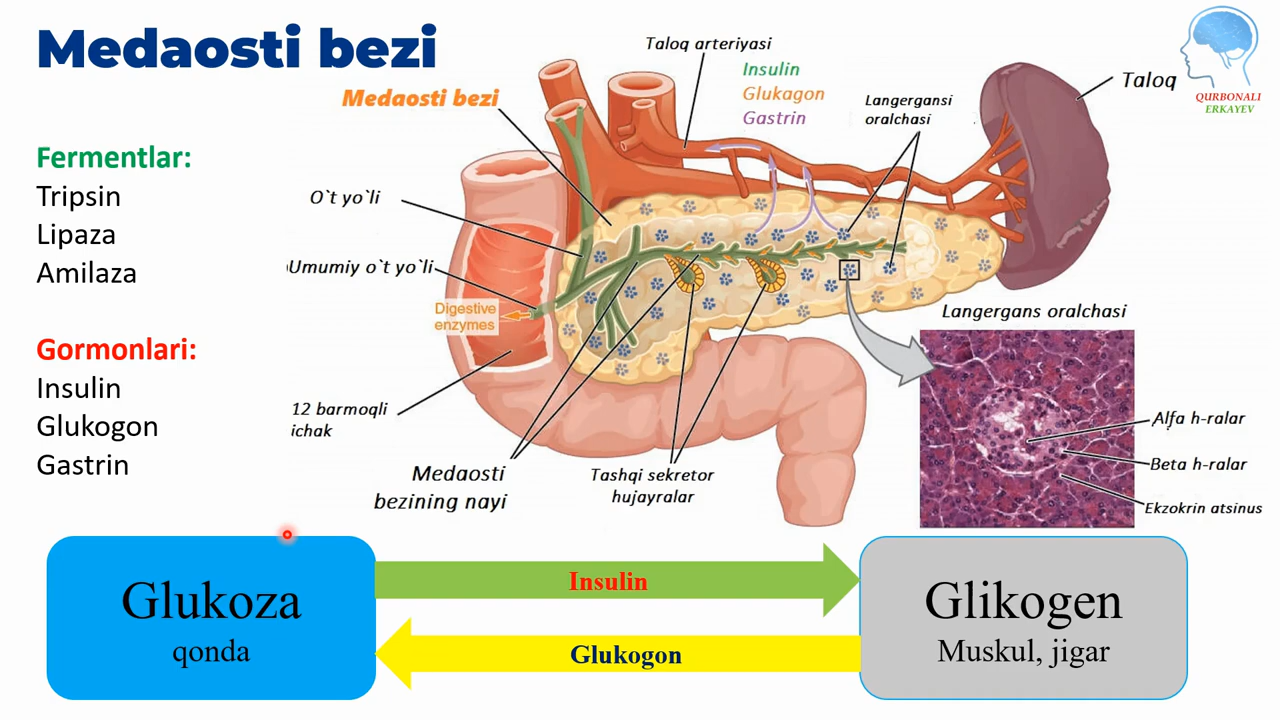 Medaosti bezi
Fermentlar:
Tripsin
Lipaza
Amilaza
Gormonlari:
Insulin
Glukogon
Gastrin
Medaosti bezi
Taloq arteriyasi
Insulin
Glukagon
Gastrin
Langergansi
oralchasi
Taloq
QURBONALI
ERKAYEV
O`t yo`li
Umumiy o`t yo`li
Digestive
enzymes
12 barmoqli
ichak
Medaosti
bezining nayi
Tashqi sekretor
hujayralar
Langergans oralchasi
Alfa h-ralar
Beta h-ralar
Ekzokrin atsinus
Glukoza
qonda
Insulin
Glukogon
Glikogen
Muskul, jigar